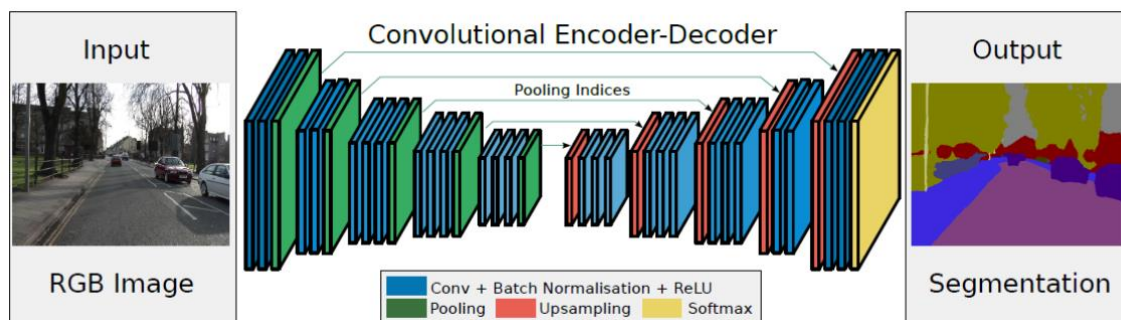 Input
RGB Image
Convolutional Encoder-Decoder
Pooling Indices
Conv + Batch Normalisation + ReLU
Pooling Upsampling Softmax
Output
Segmentation